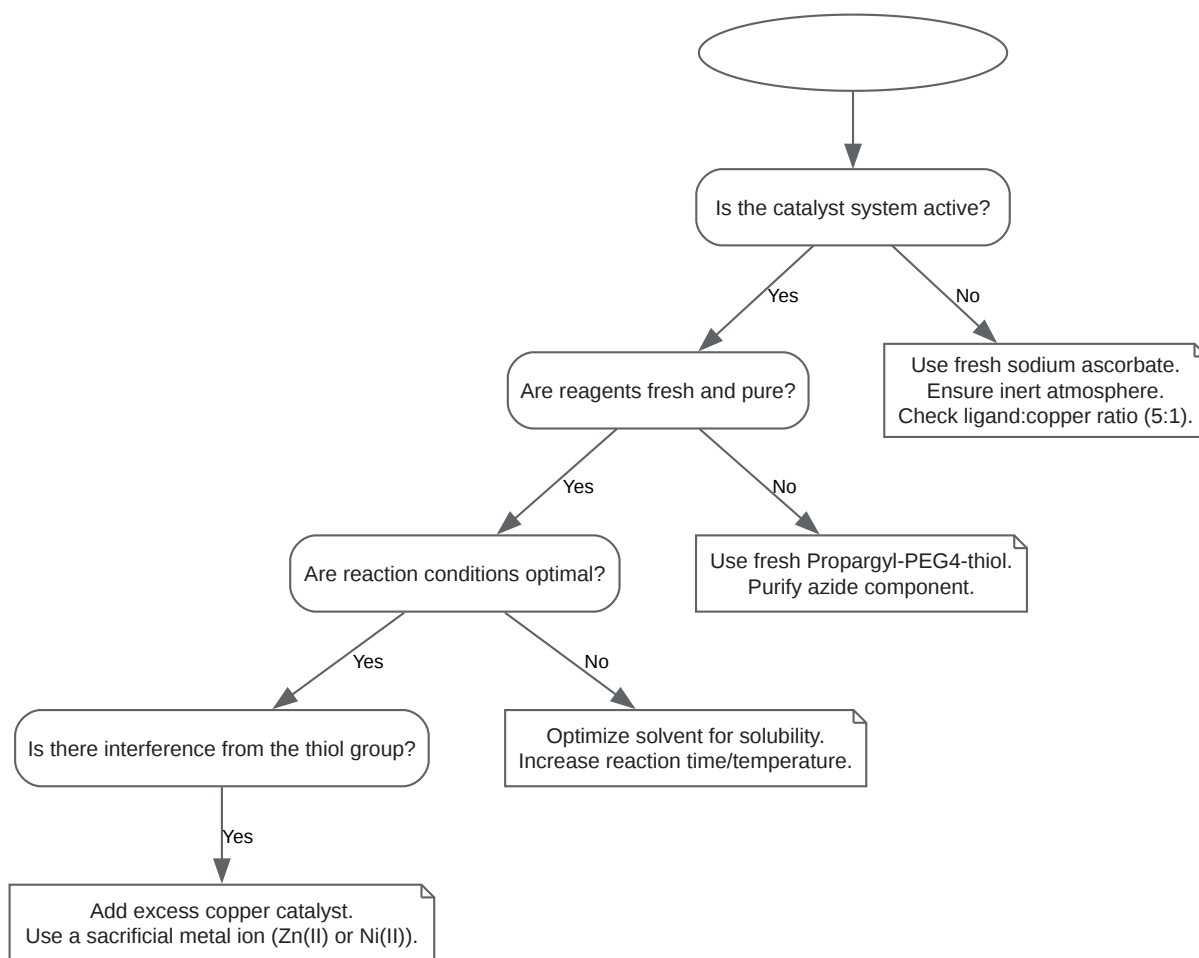 Is the catalyst system active?
Yes
No
Use fresh sodium ascorbate.
Ensure inert atmosphere.
Check ligand:copper ratio (5:1).
Are reagents fresh and pure?
Yes
No
Use fresh Propargyl-PEG4-thiol.
Purify azide component.
Are reaction conditions optimal?
Yes
No
Optimize solvent for solubility.
Increase reaction time/temperature.
Is there interference from the thiol group?
Yes
Add excess copper catalyst.
Use a sacrificial metal ion (Zn(II) or Ni(II)).